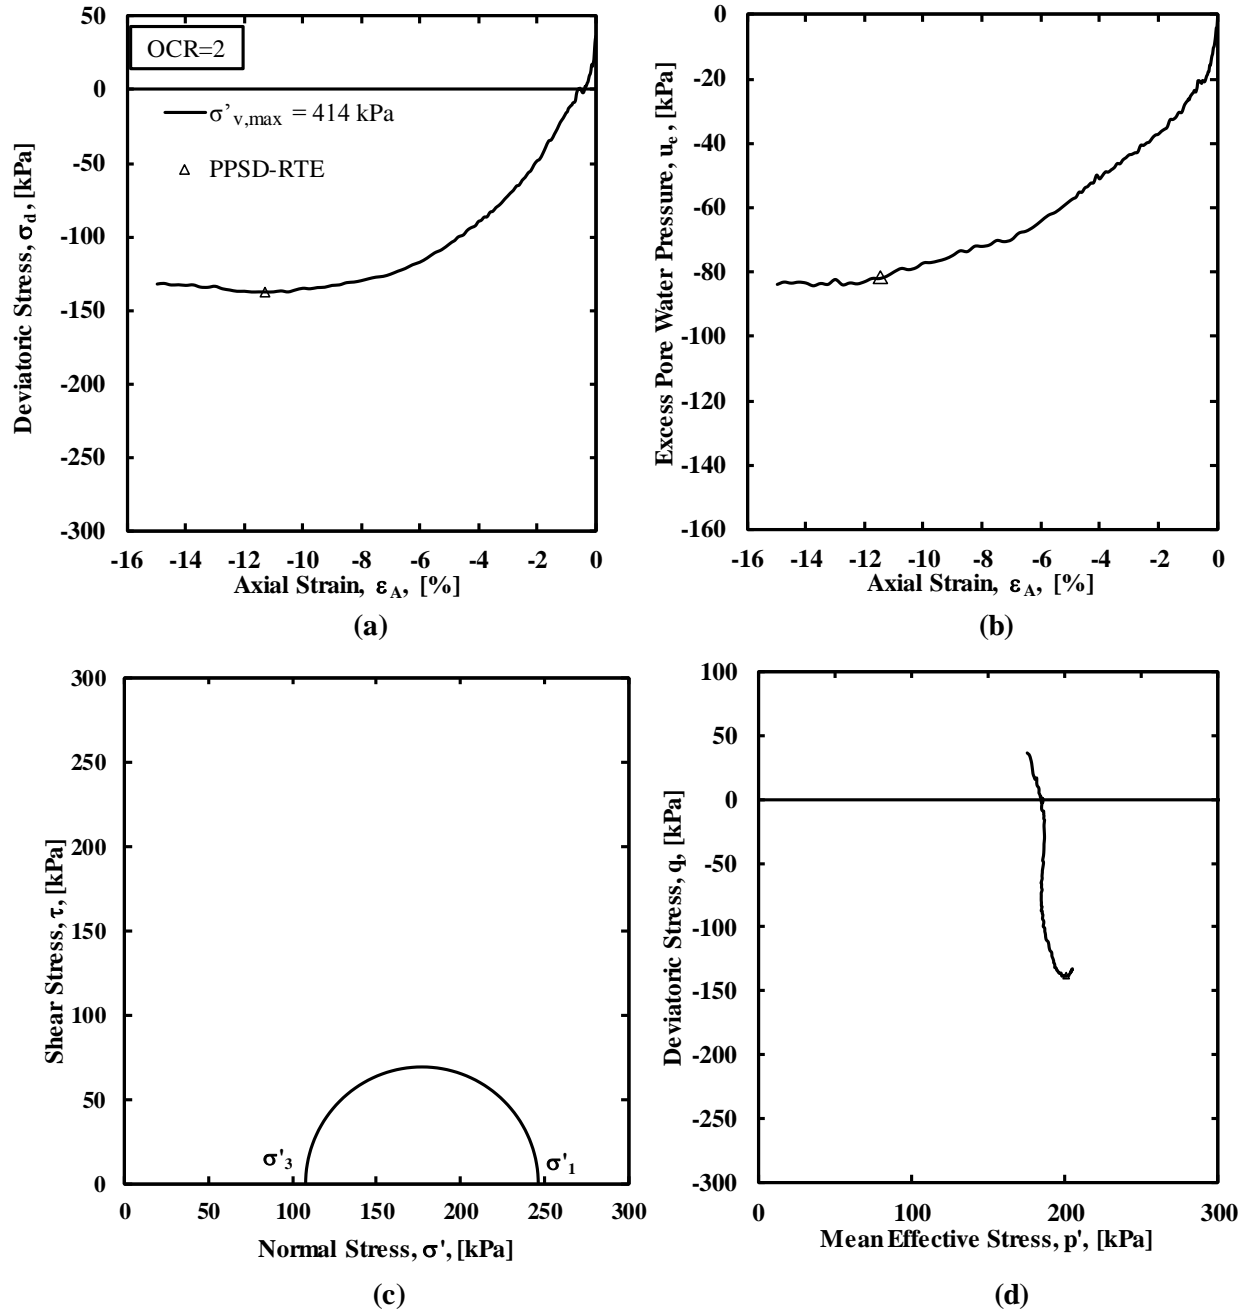 50
0
-50
-100
-150
-200
-250
-300
Deviatoric Stress, σd, [kPa]
OCR=2
σ’v,max = 414 kPa
PPSD-RTE
-16 -14 -12 -10 -8 -6 -4 -2 0
Axial Strain, εA, [%]
(a)
0
-20
-40
-60
-80
-100
-120
-140
-160
Excess Pore Water Pressure, ue, [kPa]
-16 -14 -12 -10 -8 -6 -4 -2 0
Axial Strain, εA, [%]
(b)
300
250
200
150
100
50
0
Shear Stress, τ, [kPa]
σ'3
σ'1
0 50 100 150 200 250 300
Normal Stress, σ', [kPa]
(c)
100
50
0
-50
-100
-150
-200
-250
-300
Deviatoric Stress, q, [kPa]
0 100 200 300
Mean Effective Stress, p', [kPa]
(d)